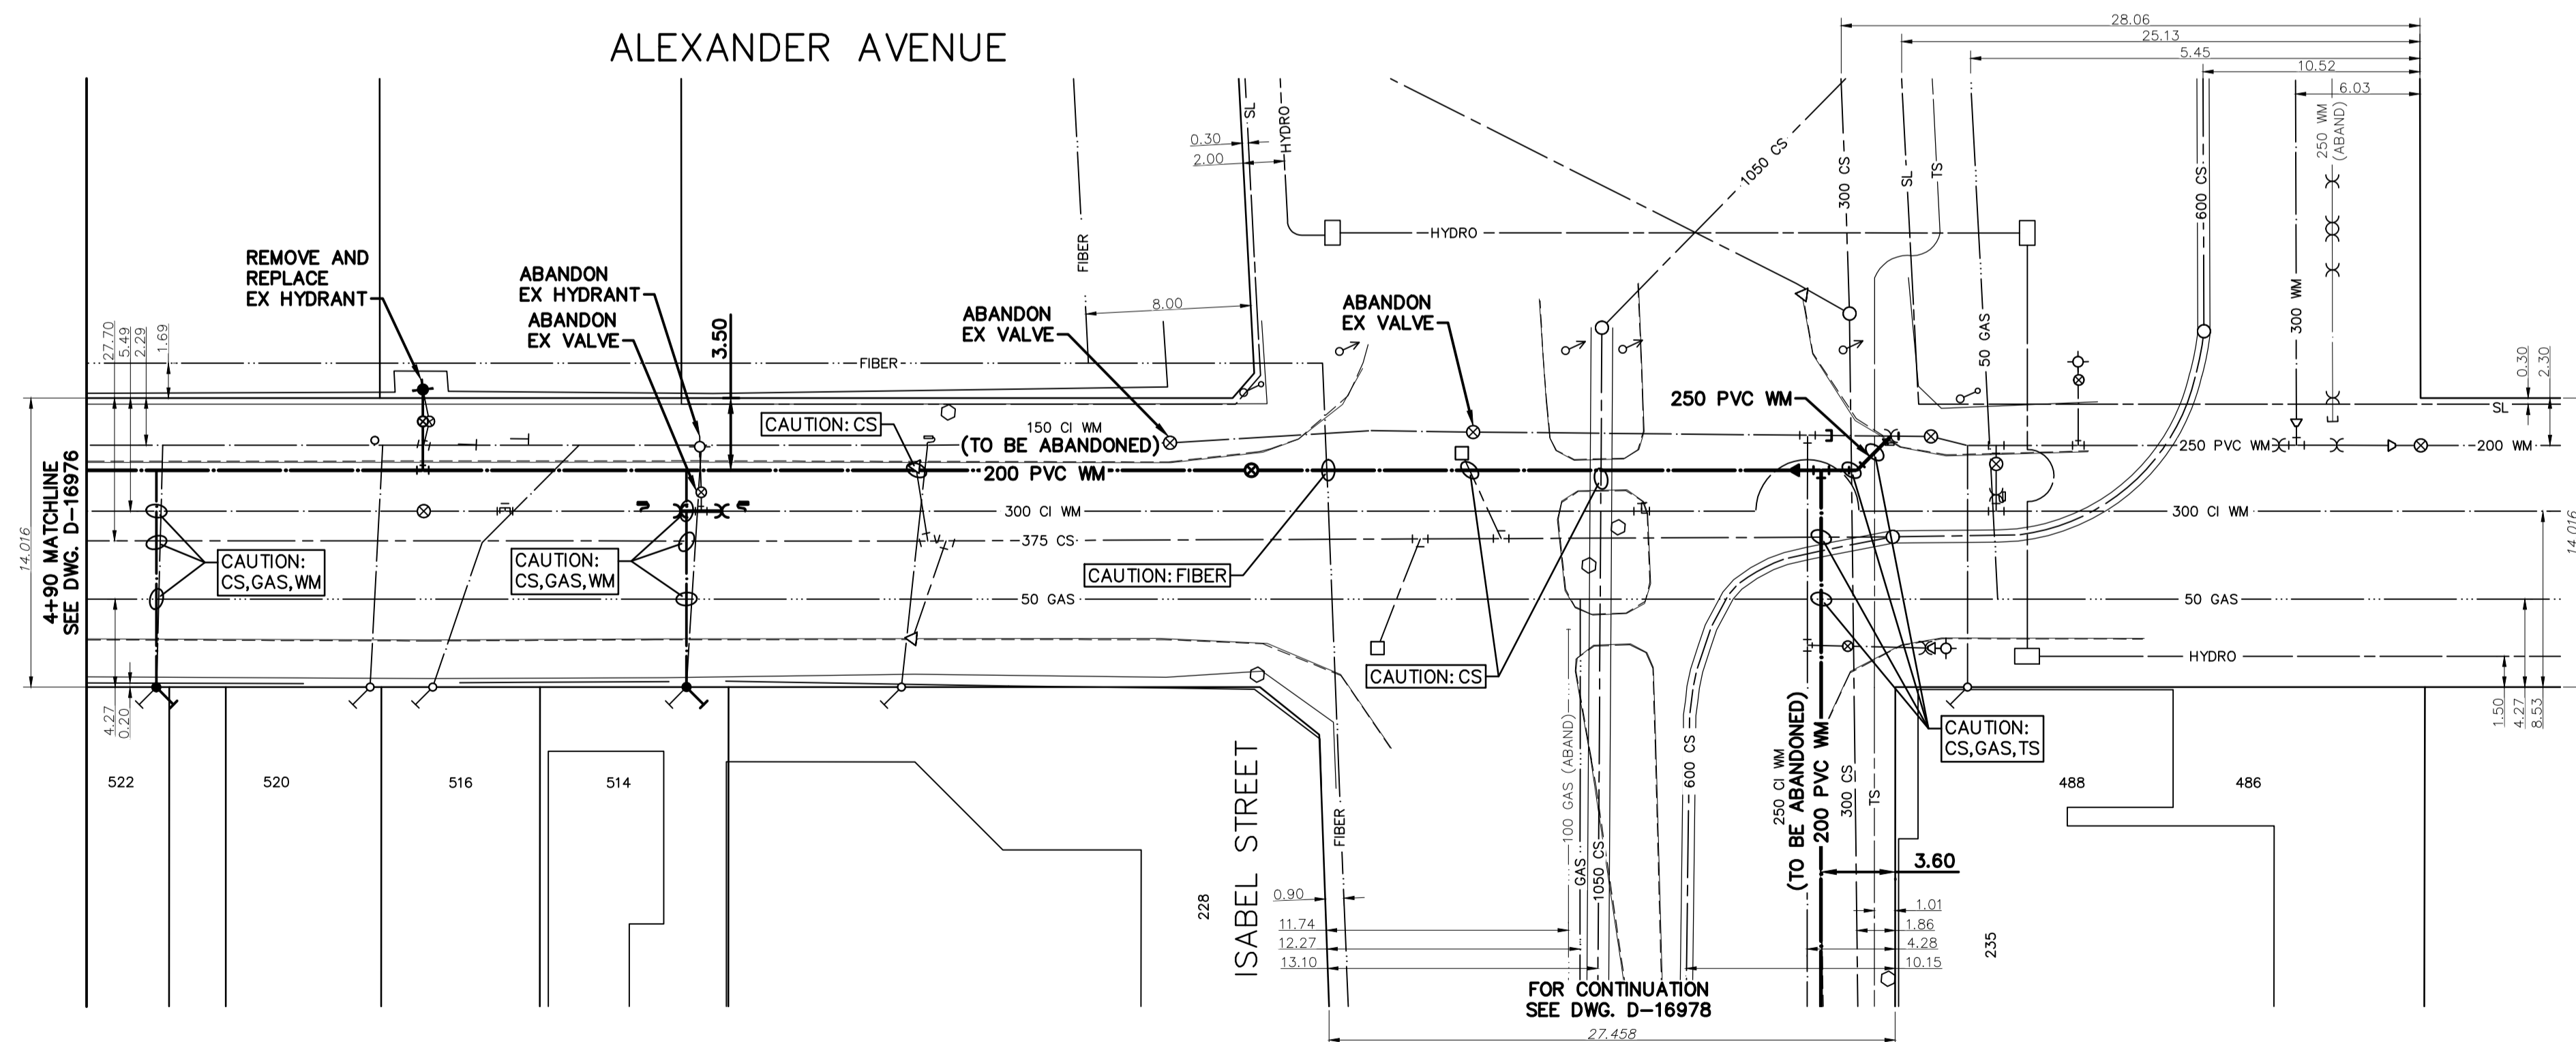 ALEXANDER AVENUE
28.06
25.13
5.45
10.52
6.03
0.30
2.00
SL
HYDRO
FIBER
1050 CS
300 CS
SL
TS
600 CS
300 WM
250 WM
(ABAND)
HYDRO
50 GAS
REMOVE AND
REPLACE
EX HYDRANT
ABANDON
EX HYDRANT
ABANDON
EX VALVE
3.50
ABANDON
EX VALVE
ABANDON
EX VALVE
8.00
27.70
5.49
2.29
1.69
FIBER
0.30
2.30
250 PVC WM
SL
CAUTION: CS
150 CI WM
(TO BE ABANDONED)
200 PVC WM
250 PVC WM
200 WM
4+90 MATCHLINE
SEE DWG. D-16976
14.016
300 CI WM
300 CI WM
14.016
375 CS
CAUTION:
CS,GAS,WM
CAUTION:
CS,GAS,WM
CAUTION: FIBER
50 GAS
50 GAS
HYDRO
CAUTION: CS
4.27
0.20
1.50
4.27
8.53
CAUTION:
CS,GAS,TS
522
520
516
514
488
486
228
ISABEL STREET
FIBER
100 GAS (ABAND)
GAS
1050 CS
600 CS
250 CI WM
(TO BE ABANDONED)
200 PVC WM
300 CS
TS
3.60
235
0.90
11.74
12.27
13.10
1.01
1.86
4.28
10.15
FOR CONTINUATION
SEE DWG. D-16978
27.458